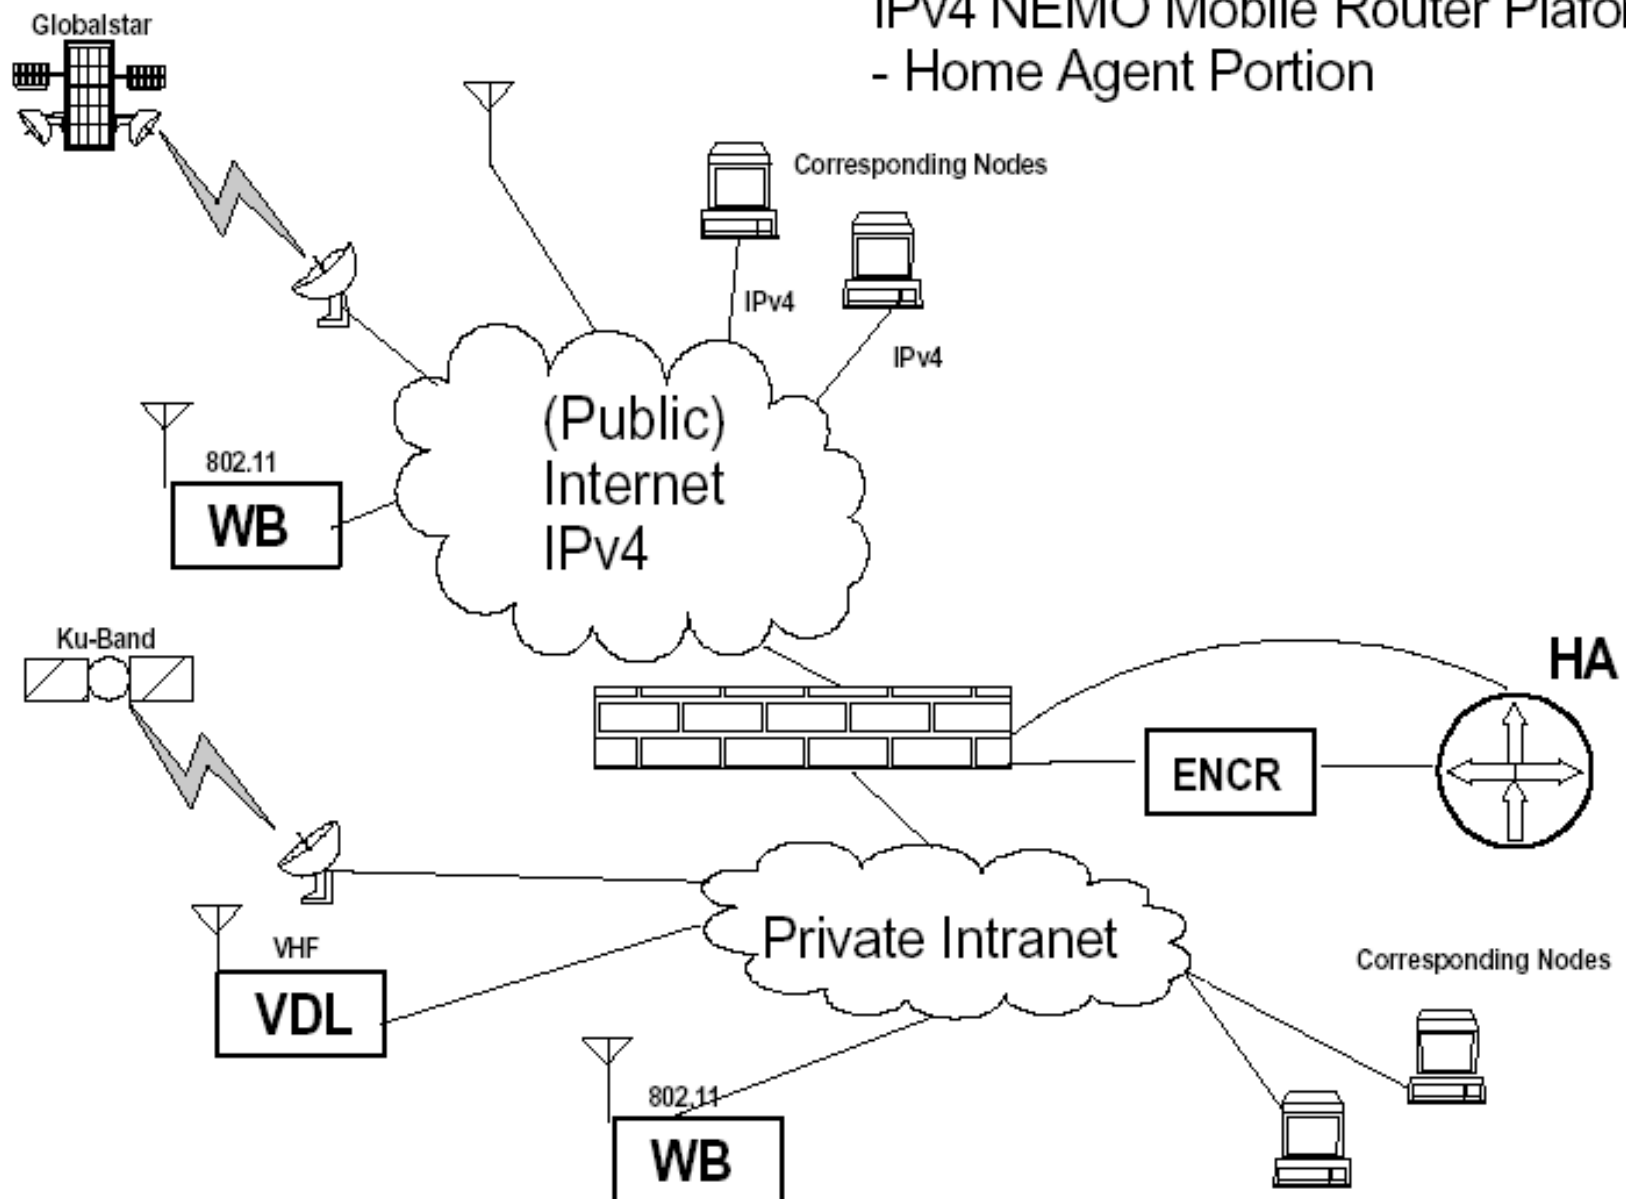 IPv4 NEMO Mobile Router Plafo
- Home Agent Portion
Globalstar
Corresponding Nodes
IPv4
IPv4
(Public)
Internet
IPv4
802.11
WB
Ku-Band
HA
ENCR
Private Intranet
VHF
VDL
Corresponding Nodes
802.11
WB